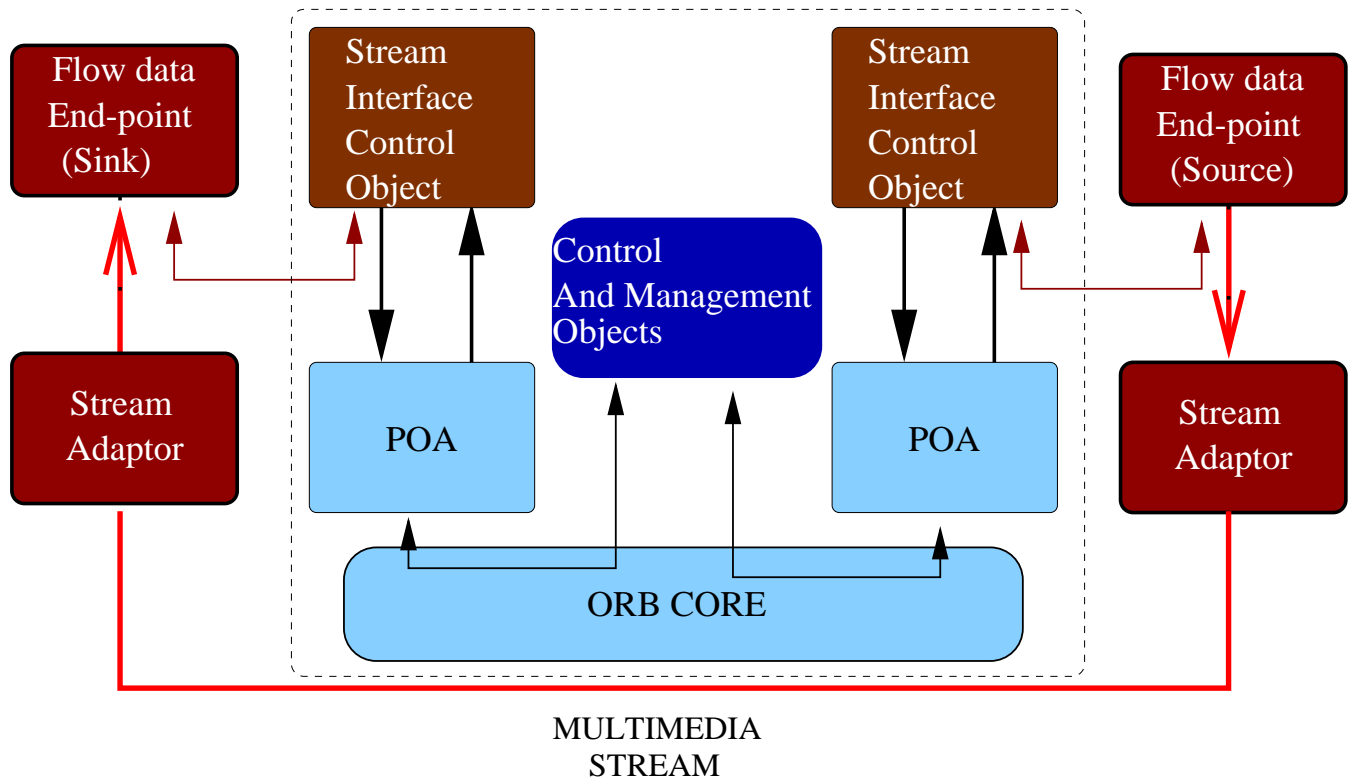 Flow data
End-point
(Sink)
Stream
Interface
Control
Object
Stream
Interface
Control
Object
Flow data
End-point
(Source)
Control
And Management
Objects
Stream
Adaptor
POA
POA
Stream
Adaptor
ORB CORE
MULTIMEDIA
STREAM